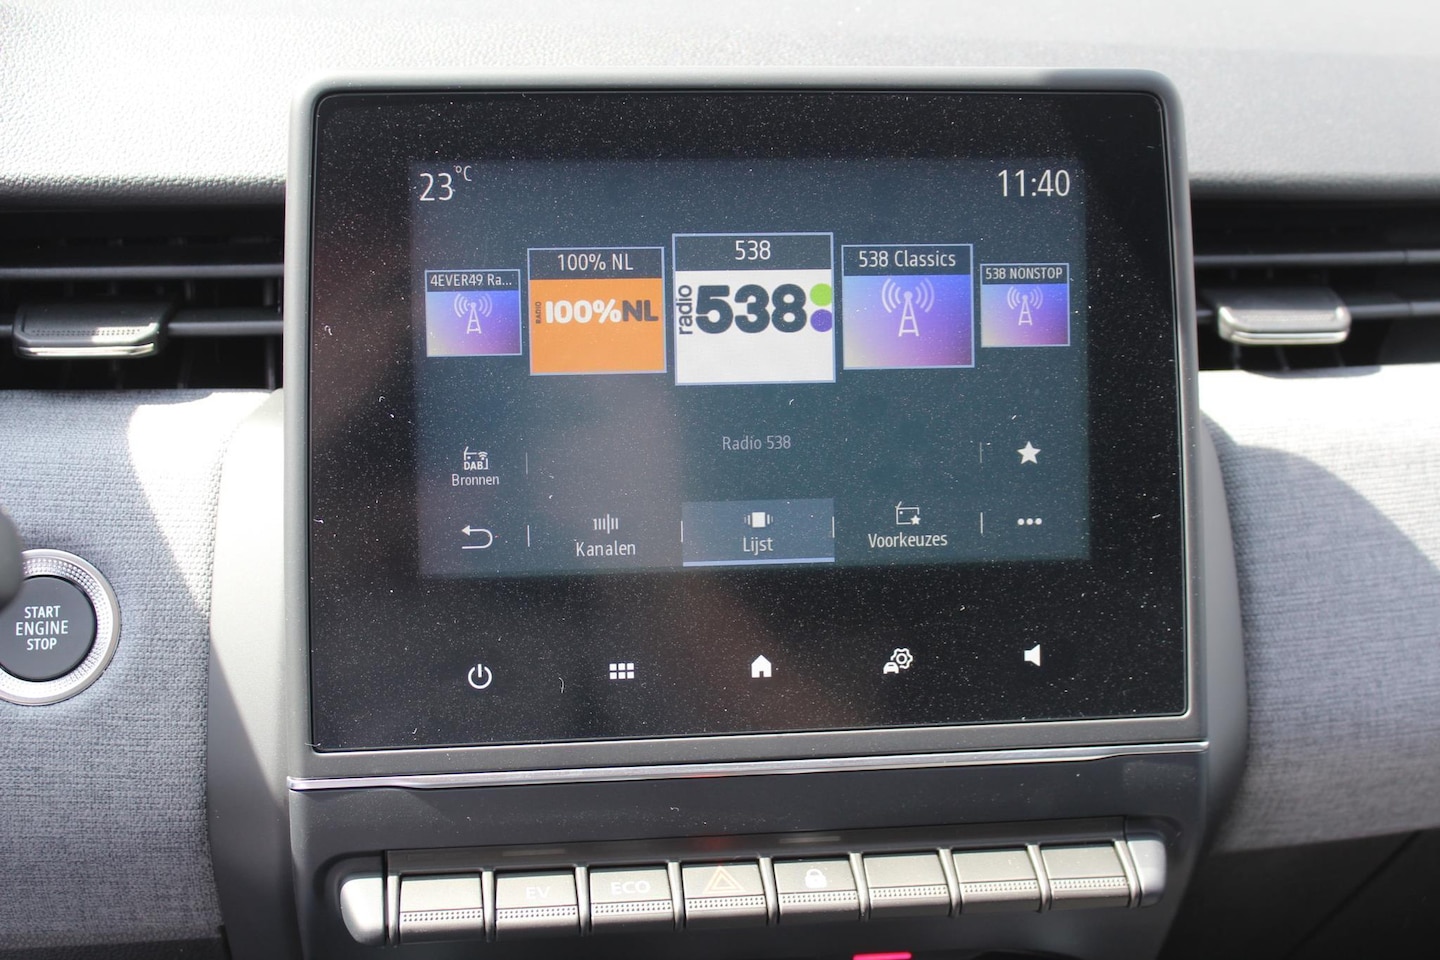 23°C
11:40
4EVER49 Ra...
100% NL
538
538 Classics
538 NONSTOP
RADIO 100%NL
radio 538
Radio 538
DAB
Bronnen
Kanalen
Lijst
Voorkeuzes
START
ENGINE
STOP
EV
ECO